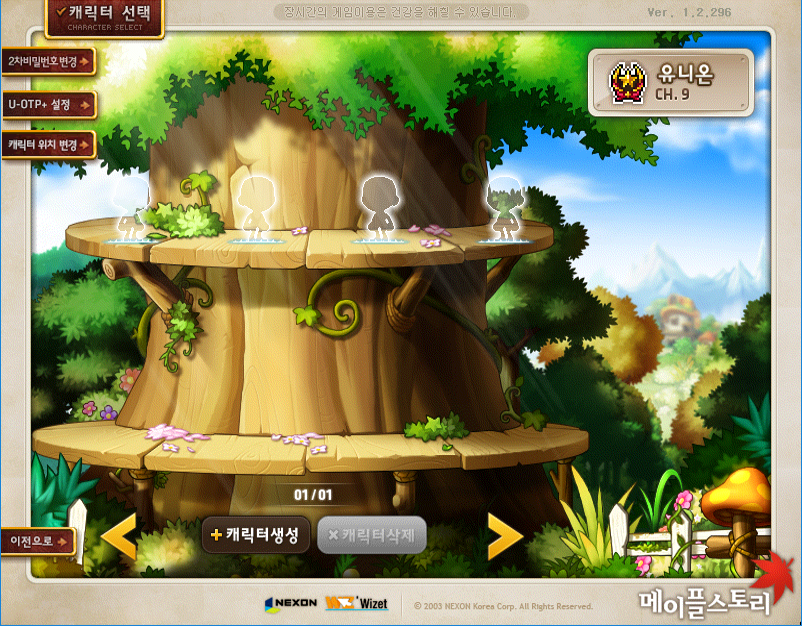 ✓캐릭터 선택
CHARACTER SELECT
장시간의 게임이용은 건강을 해칠 수 있습니다.
Ver. 1.2.296
2차비밀번호변경
U-OTP+ 설정
캐릭터 위치 변경
유니온
CH. 9
01/01
+캐릭터생성
×캐릭터삭제
이전으로
NEXON
Wizet
© 2003 NEXON Korea Corp. All Rights Reserved.
메이플스토리